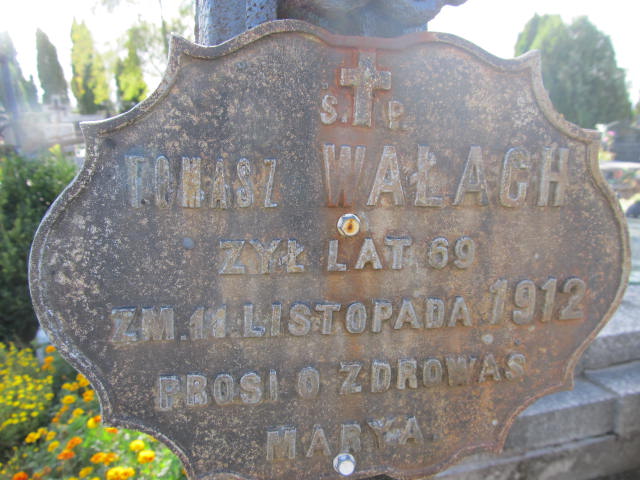 S. P.
TOMASZ WAŁACH
ŻYŁ LAT 69
ZM. 11. LISTOPADA 1912
PROSI O ZDROWAŚ
MARYA